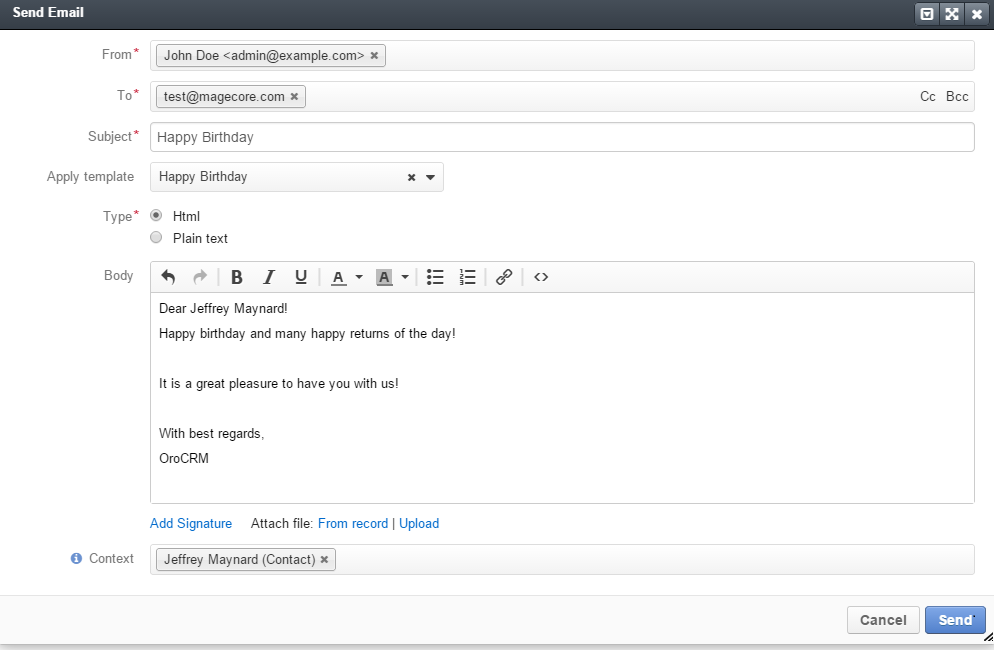 Send Email
From* John Doe <admin@example.com> ×
To* test@magecore.com × Cc Bcc
Subject* Happy Birthday
Apply template Happy Birthday ×
Type* Html
Plain text
Body B I U A A <>
Dear Jeffrey Maynard!
Happy birthday and many happy returns of the day!
It is a great pleasure to have you with us!
With best regards,
OroCRM
Add Signature Attach file: From record | Upload
i Context Jeffrey Maynard (Contact) ×
Cancel Send